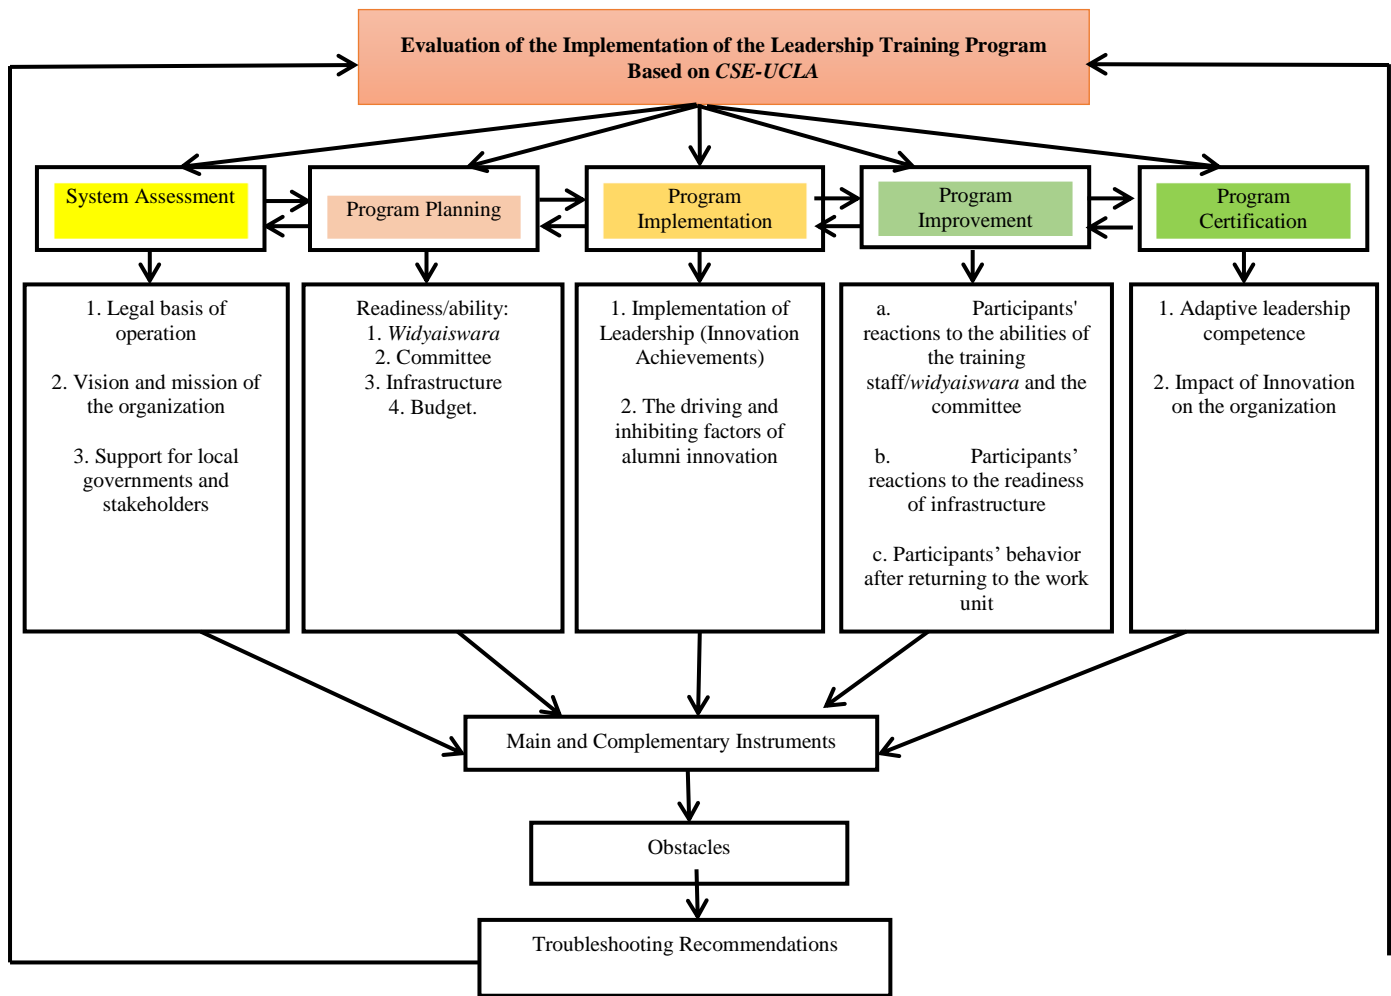 Evaluation of the Implementation of the Leadership Training Program
Based on CSE-UCLA
System Assessment
Program Planning
Program
Implementation
Program
Improvement
Program
Certification
1. Legal basis of
operation
2. Vision and mission of
the organization
3. Support for local
governments and
stakeholders
Readiness/ability:
1. Widyaiswara
2. Committee
3. Infrastructure
4. Budget.
1. Implementation of
Leadership (Innovation
Achievements)
2. The driving and
inhibiting factors of
alumni innovation
a. Participants'
reactions to the abilities of
the training
staff/widyaiswara and the
committee
b. Participants’
reactions to the readiness
of infrastructure
c. Participants’ behavior
after returning to the work
unit
1. Adaptive leadership
competence
2. Impact of Innovation
on the organization
Main and Complementary Instruments
Obstacles
Troubleshooting Recommendations